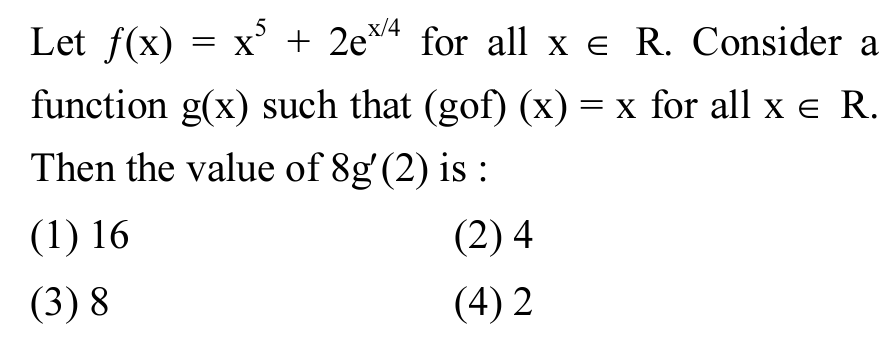 Let f(x) = x⁵ + 2e^(x/4) for all x ∈ R. Consider a
function g(x) such that (gof) (x) = x for all x ∈ R.
Then the value of 8g′(2) is :
(1) 16 (2) 4
(3) 8 (4) 2